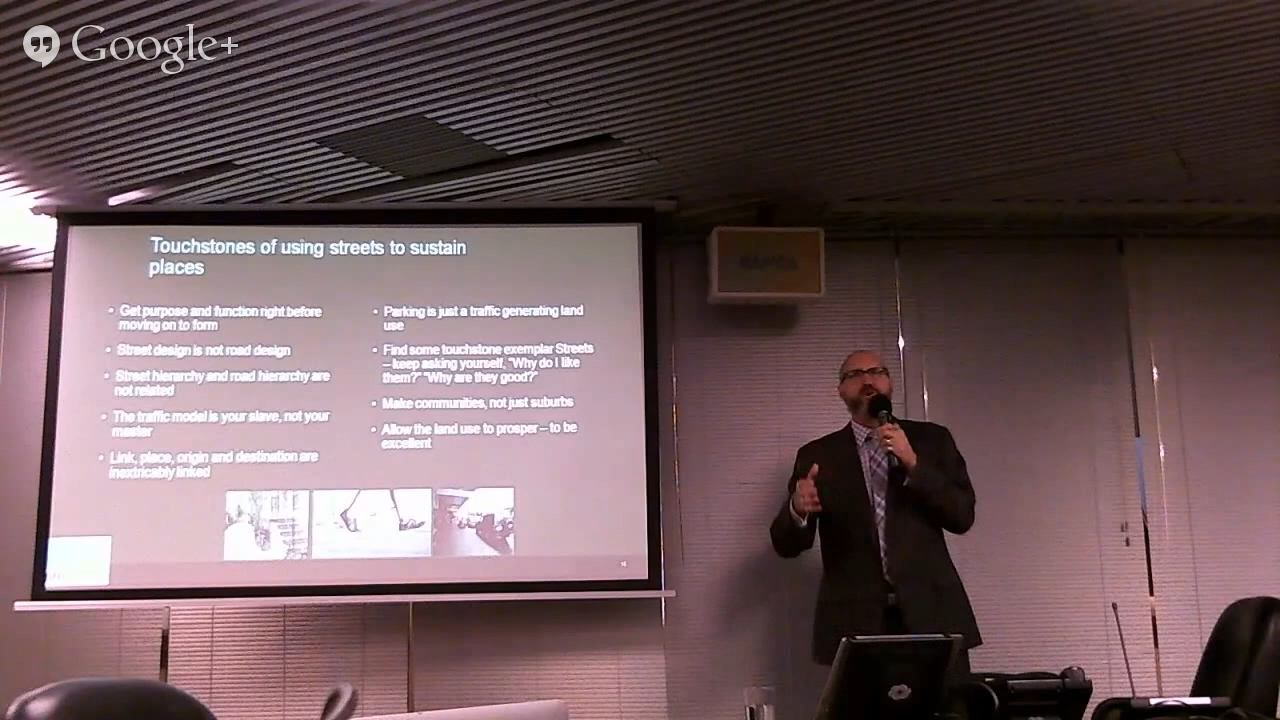 Google+
Touchstones of using streets to sustain
places
• Get purpose and function right before
moving on to form
• Street design is not road design
• Street hierarchy and road hierarchy are
not related
• The traffic model is your slave, not your
master
• Link, place, origin and destination are
inextricably linked
• Parking is just a traffic generating land
use
• Find some touchstone exemplar Streets
– keep asking yourself, "Why do I like
them?" "Why are they good?"
• Make communities, not just suburbs
• Allow the land use to prosper – to be
excellent